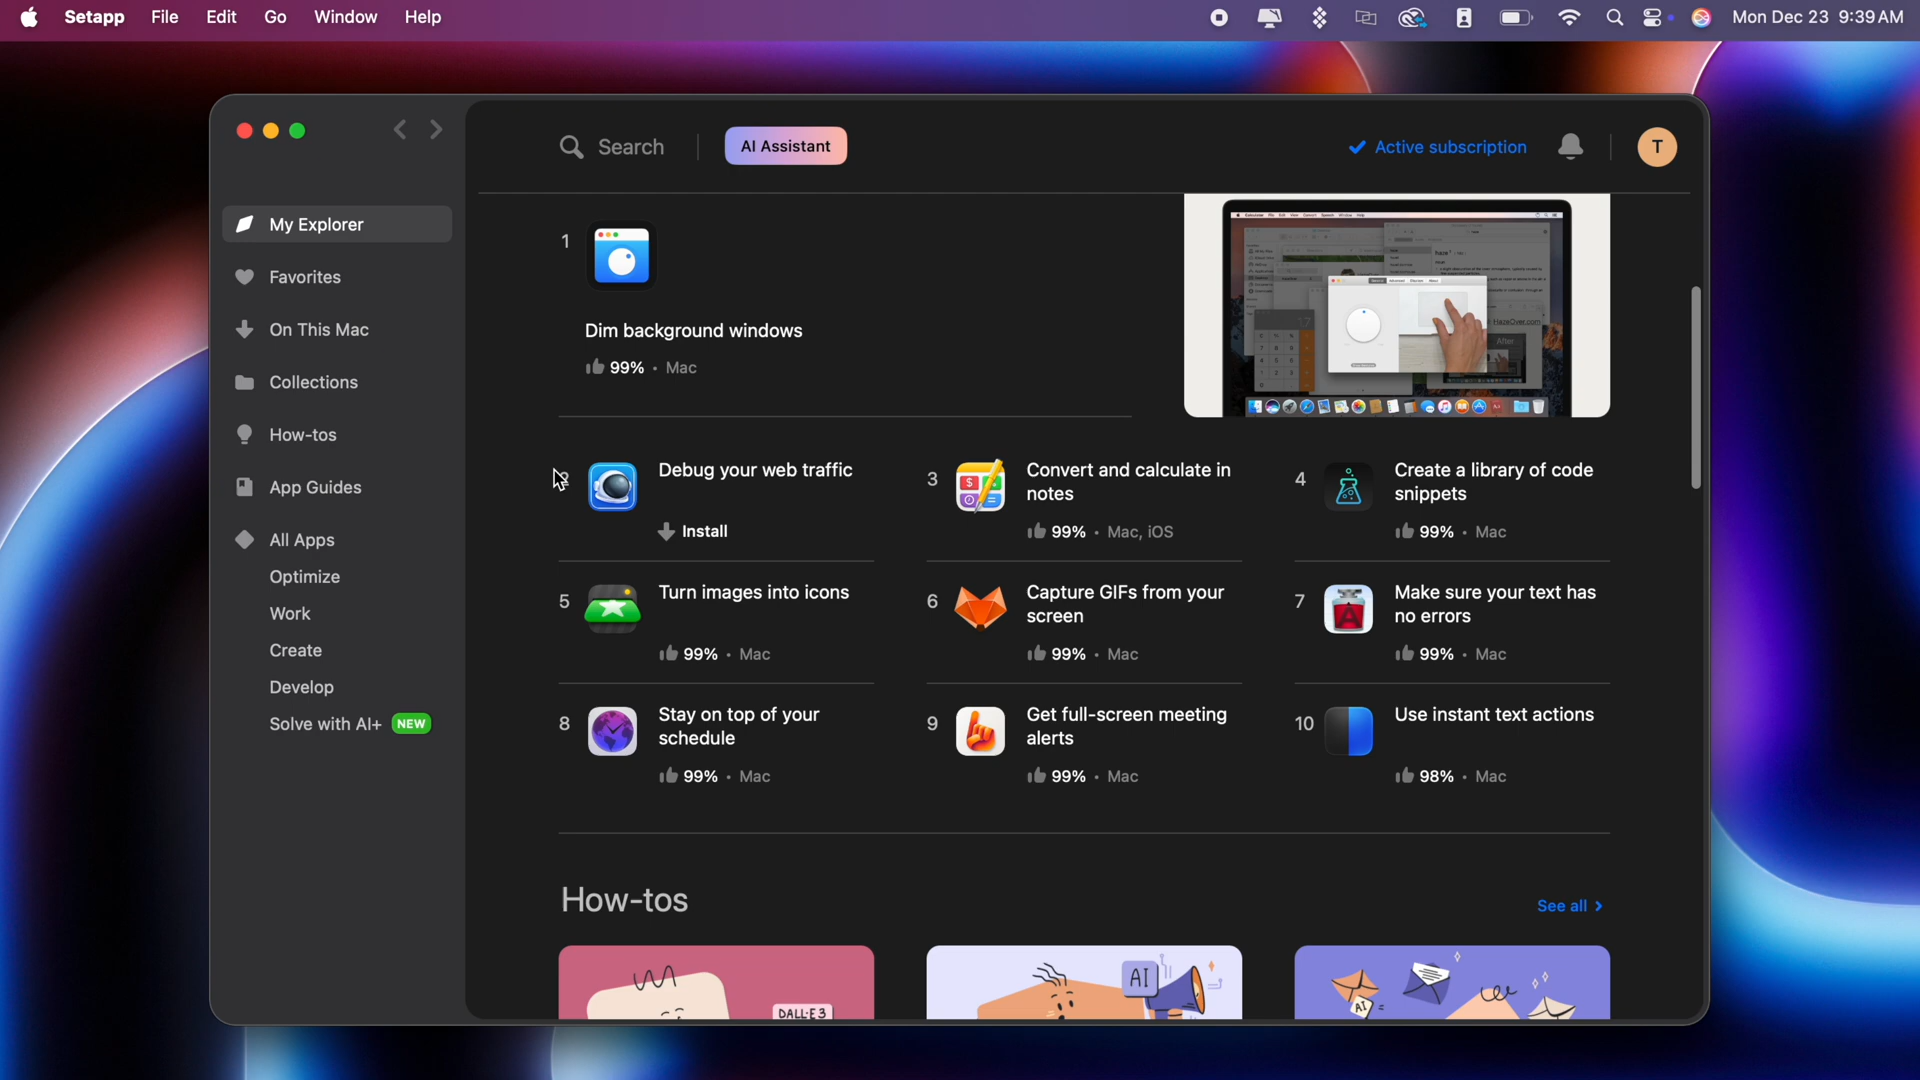 Setapp File Edit Go Window Help Mon Dec 23 9:39 AM
Search AI Assistant Active subscription T
My Explorer
Favorites
On This Mac
Collections
How-tos
App Guides
All Apps
Optimize
Work
Create
Develop
Solve with AI+ NEW
1
Dim background windows
99% · Mac
HazeOver.com
After
17
Debug your web traffic
Install
3
Convert and calculate in
notes
99% · Mac, iOS
4
Create a library of code
snippets
99% · Mac
5
Turn images into icons
99% · Mac
6
Capture GIFs from your
screen
99% · Mac
7
Make sure your text has
no errors
99% · Mac
8
Stay on top of your
schedule
99% · Mac
9
Get full-screen meeting
alerts
99% · Mac
10
Use instant text actions
98% · Mac
How-tos
See all >
DALL·E 3
AI
AI =